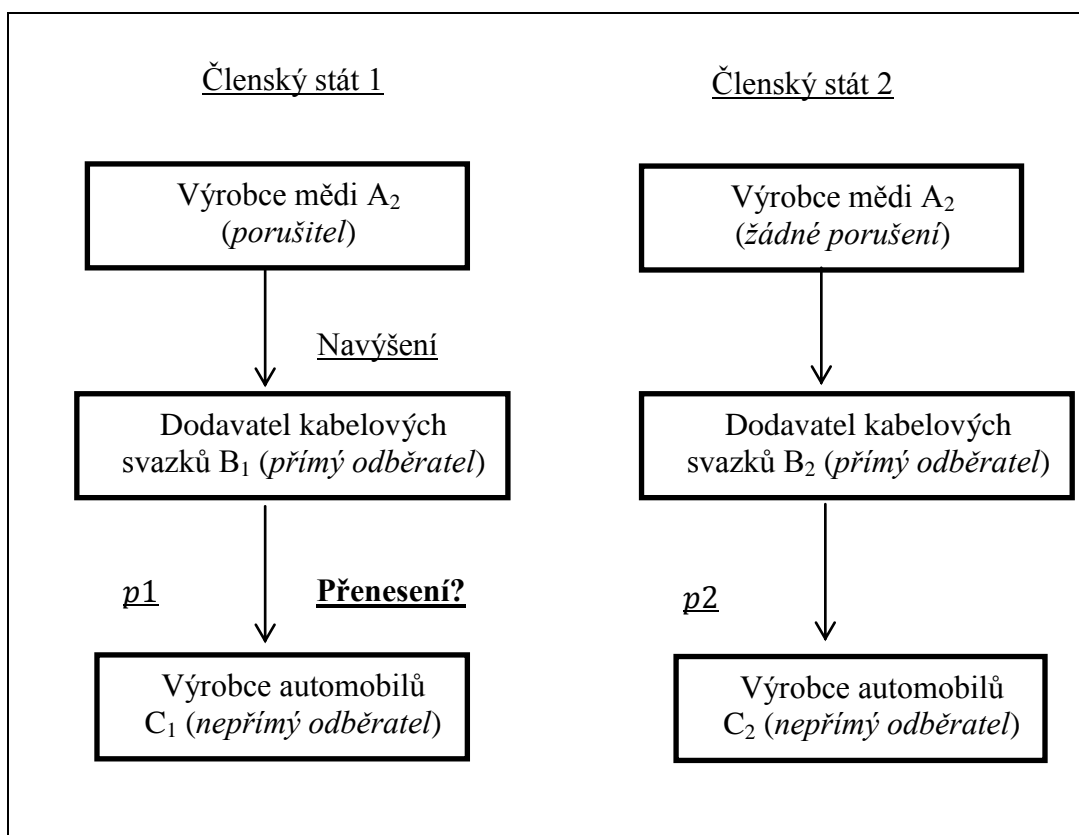 Členský stát 1
Členský stát 2
Výrobce mědi A₂
(porušitel)
Výrobce mědi A₂
(žádné porušení)
Navýšení
Dodavatel kabelových
svazků B₁ (přímý odběratel)
Dodavatel kabelových
svazků B₂ (přímý odběratel)
p1
Přenesení?
p2
Výrobce automobilů
C₁ (nepřímý odběratel)
Výrobce automobilů
C₂ (nepřímý odběratel)